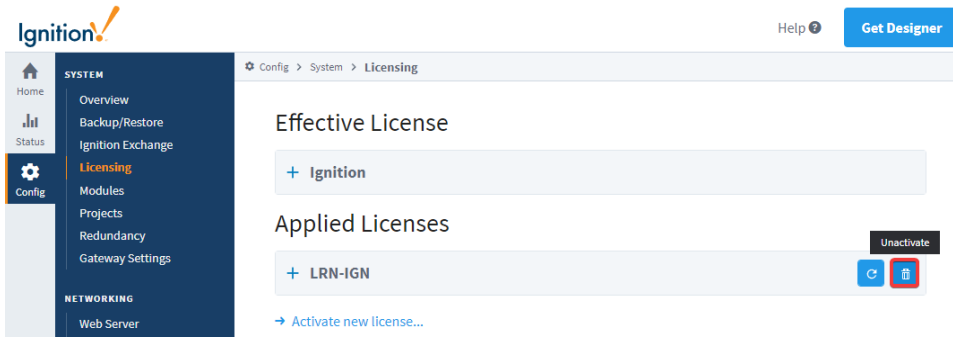 Ignition!
Help ?
Get Designer
Home
Status
Config
SYSTEM
Overview
Backup/Restore
Ignition Exchange
Licensing
Modules
Projects
Redundancy
Gateway Settings
NETWORKING
Web Server
Config > System > Licensing
Effective License
+ Ignition
Applied Licenses
Unactivate
+ LRN-IGN
→ Activate new license...